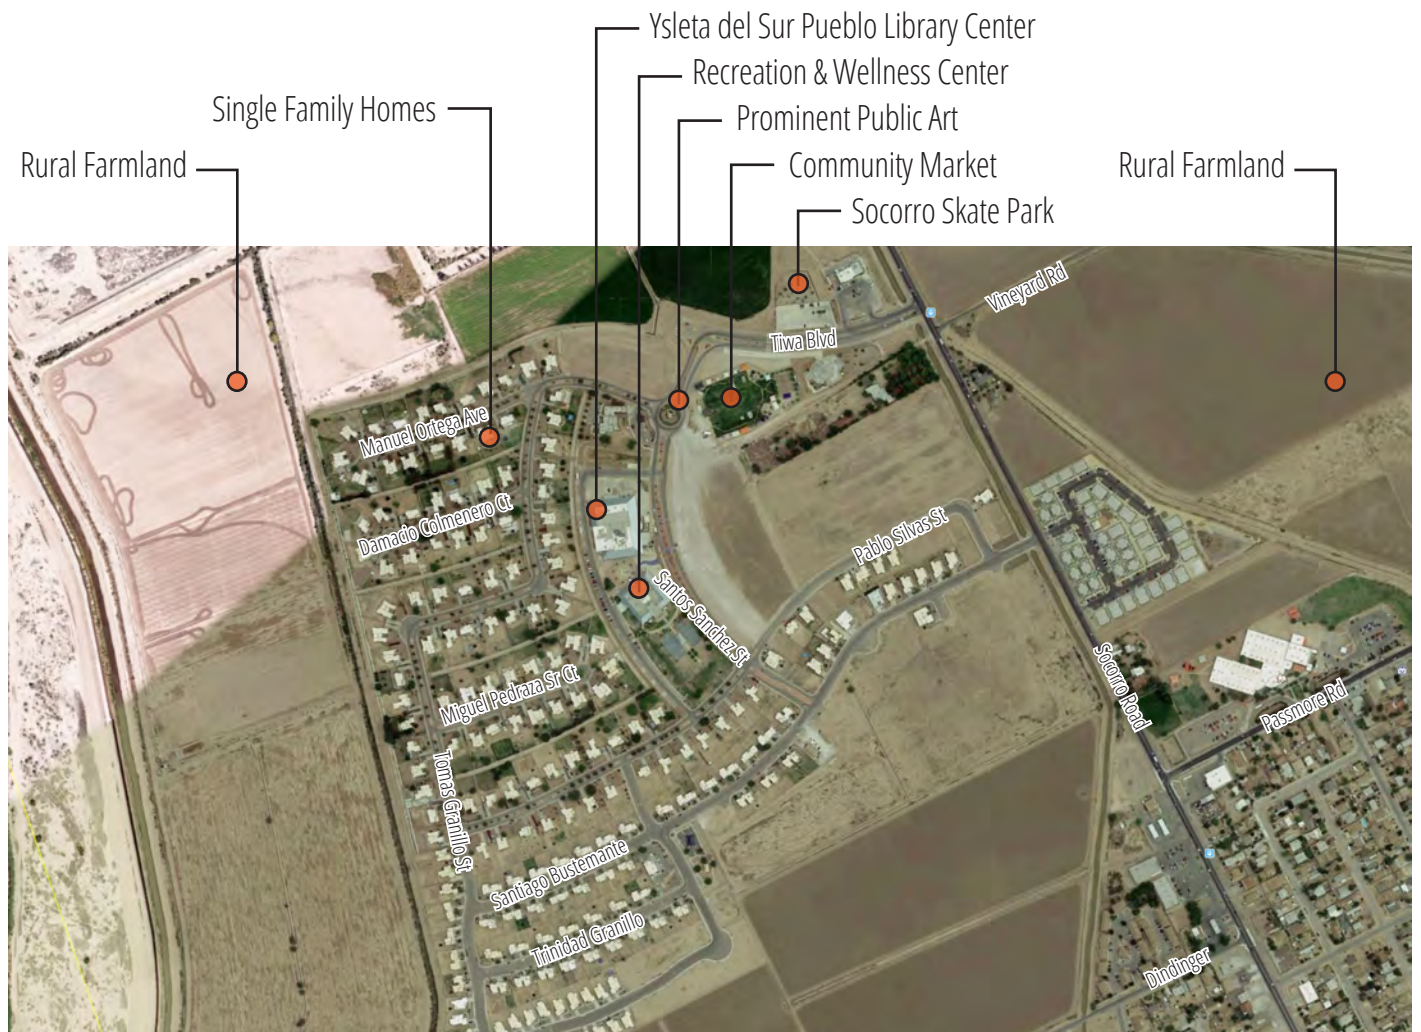 Ysleta del Sur Pueblo Library Center
Recreation & Wellness Center
Single Family Homes
Prominent Public Art
Rural Farmland
Community Market
Rural Farmland
Socorro Skate Park
Vineyard Rd
Tiwa Blvd
Manuel Ortega Ave
Damacio Colmenero Ct
Pablo Silvas St
Santos Sanchez St
Miguel Pedraza Sr Ct
Socorro Road
Passmore Rd
Tomas Granillo St
Santiago Bustemante
Trinidad Granillo
Dindinger